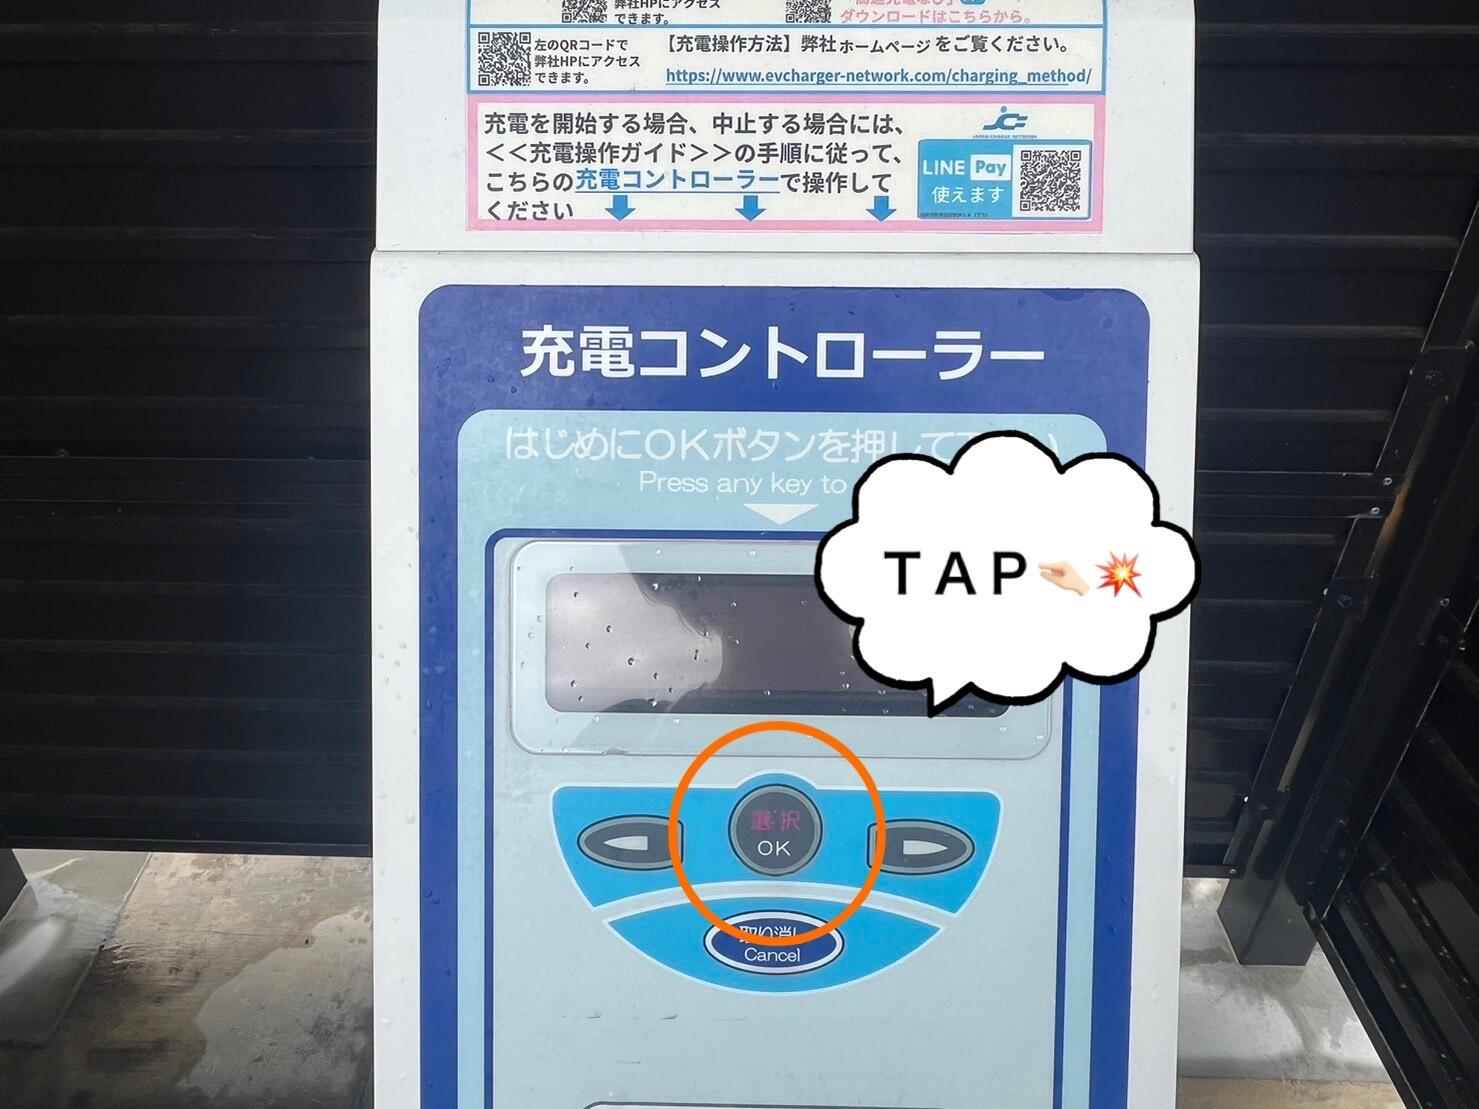 弊社HPにアクセス
できます。
ダウンロードはこちらから。
左のQRコードで
弊社HPにアクセス
できます。
【充電操作方法】弊社ホームページをご覧ください。
https://www.evcharger-network.com/charging_method/
充電を開始する場合、中止する場合には、
<<充電操作ガイド>>の手順に従って、
こちらの充電コントローラーで操作して
ください
LINE Pay
使えます
充電コントローラー
はじめにOKボタンを押して
Press any key to
TAP🤏🏻💥
選択
OK
取り消し
Cancel